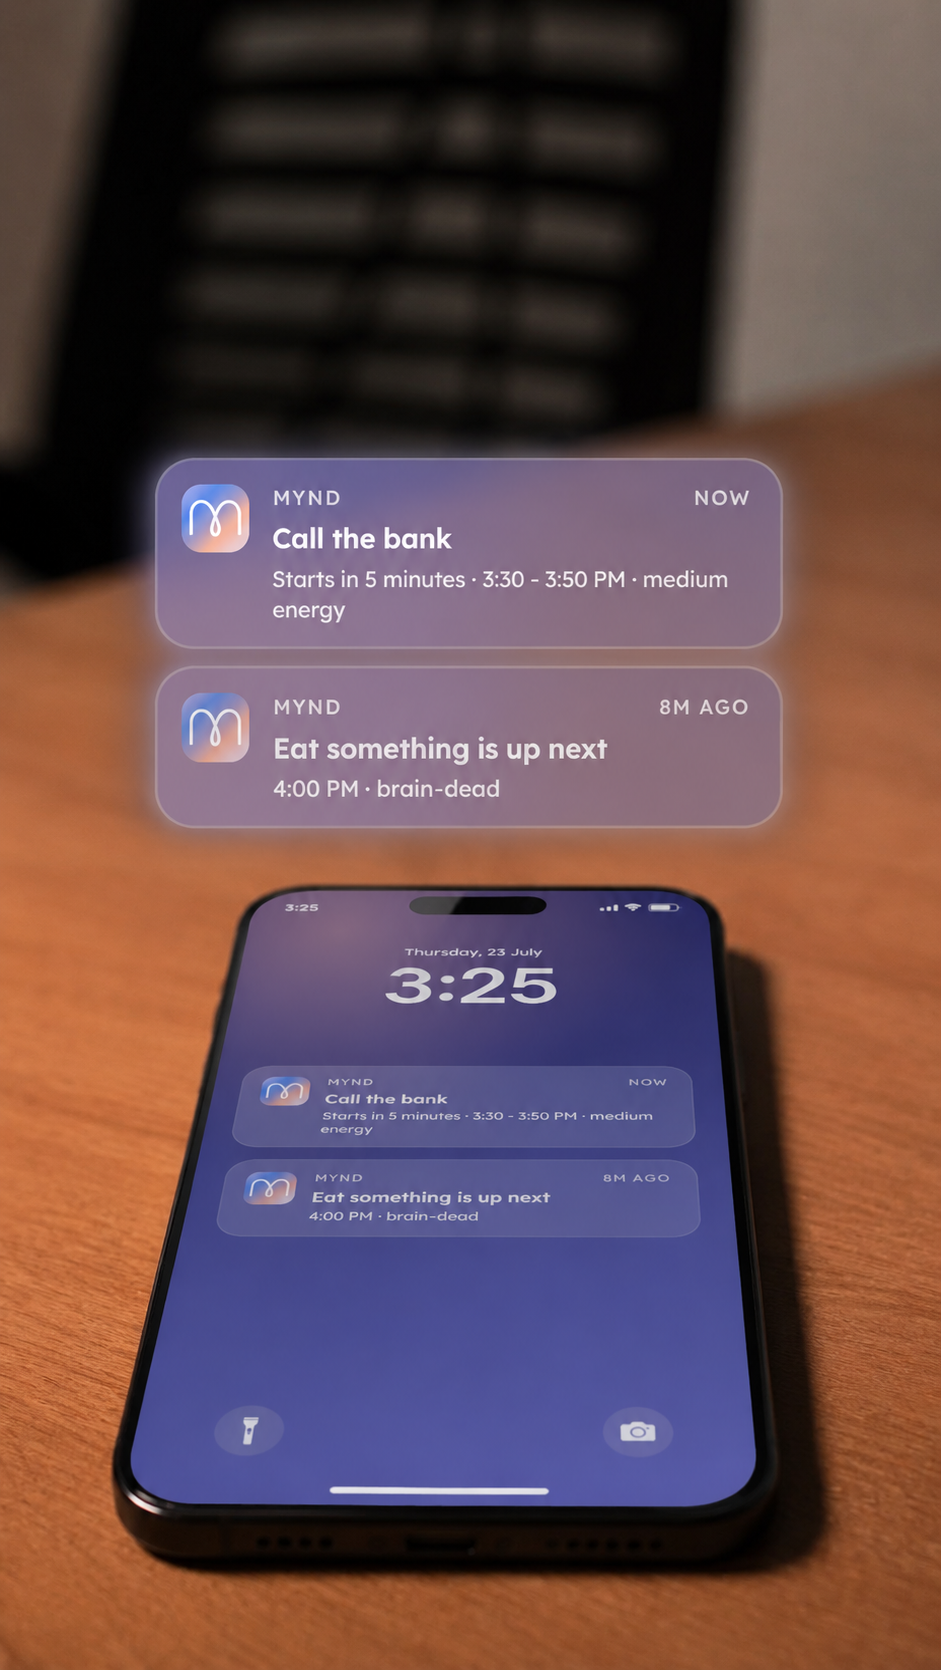 MYND
NOW
Call the bank
Starts in 5 minutes · 3:30 - 3:50 PM · medium
energy
MYND
8M AGO
Eat something is up next
4:00 PM · brain-dead
3:25
Thursday, 23 July
3:25
MYND
NOW
Call the bank
Starts in 5 minutes · 3:30 - 3:50 PM · medium
energy
MYND
8M AGO
Eat something is up next
4:00 PM · brain-dead